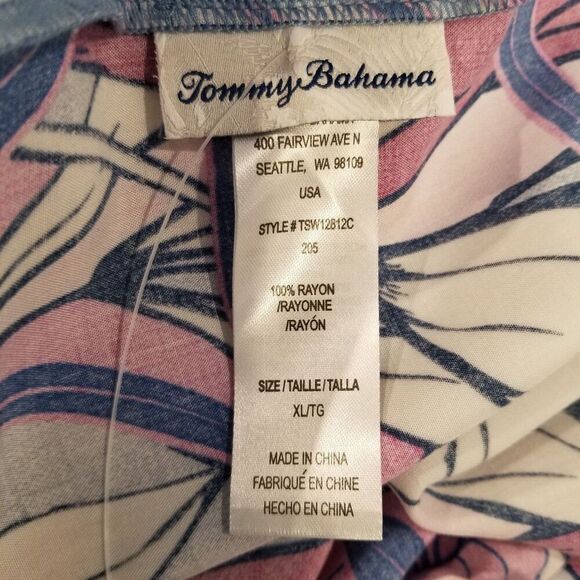 Tommy Bahama
400 FAIRVIEW AVE N
SEATTLE, WA 98109
USA
STYLE # TSW12812C
205
100% RAYON
/RAYONNE
/RAYÓN
SIZE / TAILLE / TALLA
XL/TG
MADE IN CHINA
FABRIQUÉ EN CHINE
HECHO EN CHINA